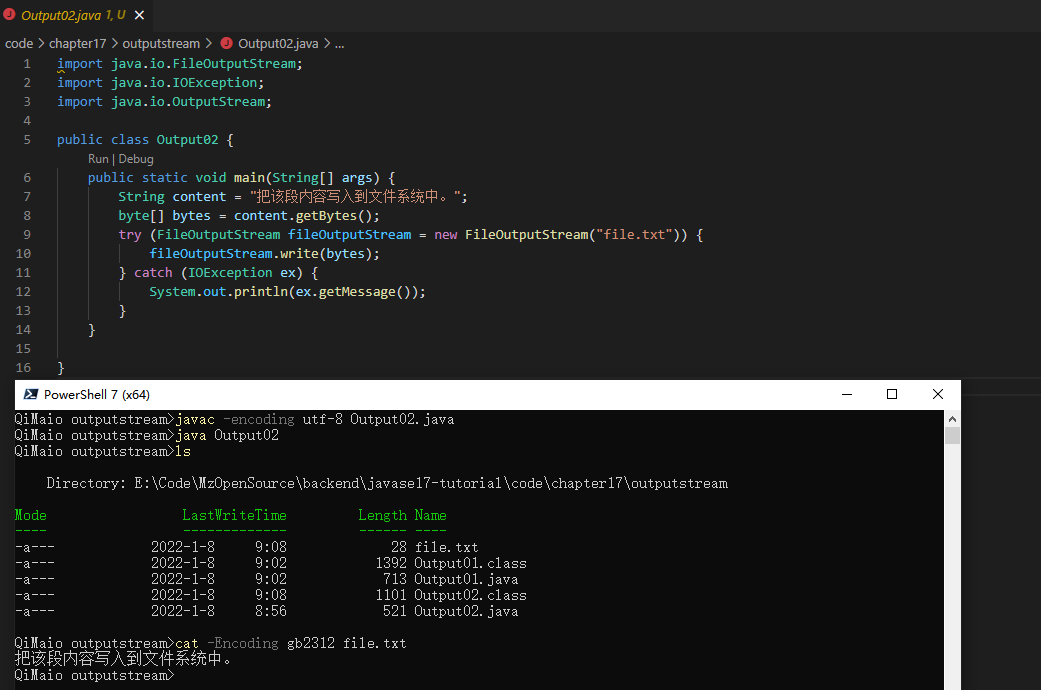 Output02.java 1, U
code > chapter17 > outputstream > Output02.java > ...
1 import java.io.FileOutputStream;
2 import java.io.IOException;
3 import java.io.OutputStream;
4
5 public class Output02 {
Run | Debug
6 public static void main(String[] args) {
7 String content = "把该段内容写入到文件系统中。";
8 byte[] bytes = content.getBytes();
9 try (FileOutputStream fileOutputStream = new FileOutputStream("file.txt")) {
10 fileOutputStream.write(bytes);
11 } catch (IOException ex) {
12 System.out.println(ex.getMessage());
13 }
14 }
15
16 }
PowerShell 7 (x64)
QiMaio outputstream>javac -encoding utf-8 Output02.java
QiMaio outputstream>java Output02
QiMaio outputstream>ls
Directory: E:\Code\MzOpenSource\backend\javase17-tutorial\code\chapter17\outputstream
Mode LastWriteTime Length Name
---- ------------- ------ ----
-a--- 2022-1-8 9:08 28 file.txt
-a--- 2022-1-8 9:02 1392 Output01.class
-a--- 2022-1-8 9:02 713 Output01.java
-a--- 2022-1-8 9:08 1101 Output02.class
-a--- 2022-1-8 8:56 521 Output02.java
QiMaio outputstream>cat -Encoding gb2312 file.txt
把该段内容写入到文件系统中。
QiMaio outputstream>